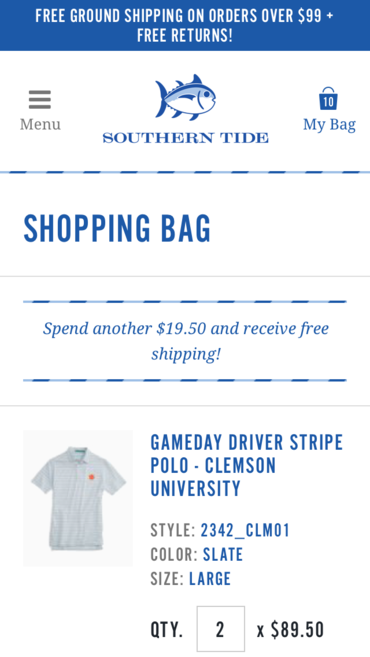 FREE GROUND SHIPPING ON ORDERS OVER $99 +
FREE RETURNS!
Menu
SOUTHERN TIDE
10
My Bag
SHOPPING BAG
Spend another $19.50 and receive free
shipping!
GAMEDAY DRIVER STRIPE
POLO - CLEMSON
UNIVERSITY
STYLE: 2342_CLM01
COLOR: SLATE
SIZE: LARGE
QTY. 2 x $89.50